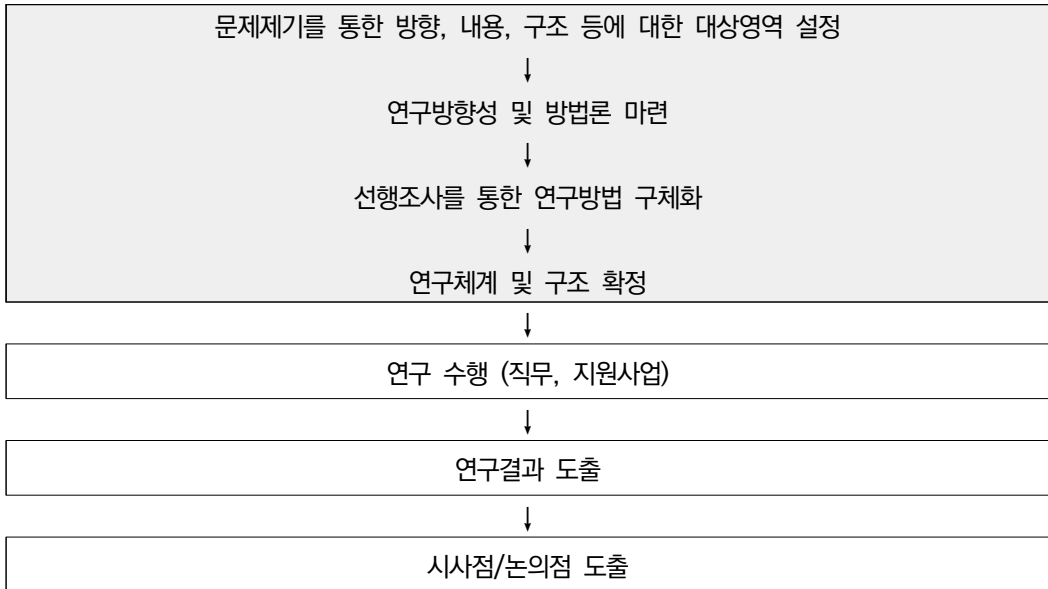 문제제기를 통한 방향, 내용, 구조 등에 대한 대상영역 설정
↓
연구방향성 및 방법론 마련
↓
선행조사를 통한 연구방법 구체화
↓
연구체계 및 구조 확정
↓
연구 수행 (직무, 지원사업)
↓
연구결과 도출
↓
시사점/논의점 도출